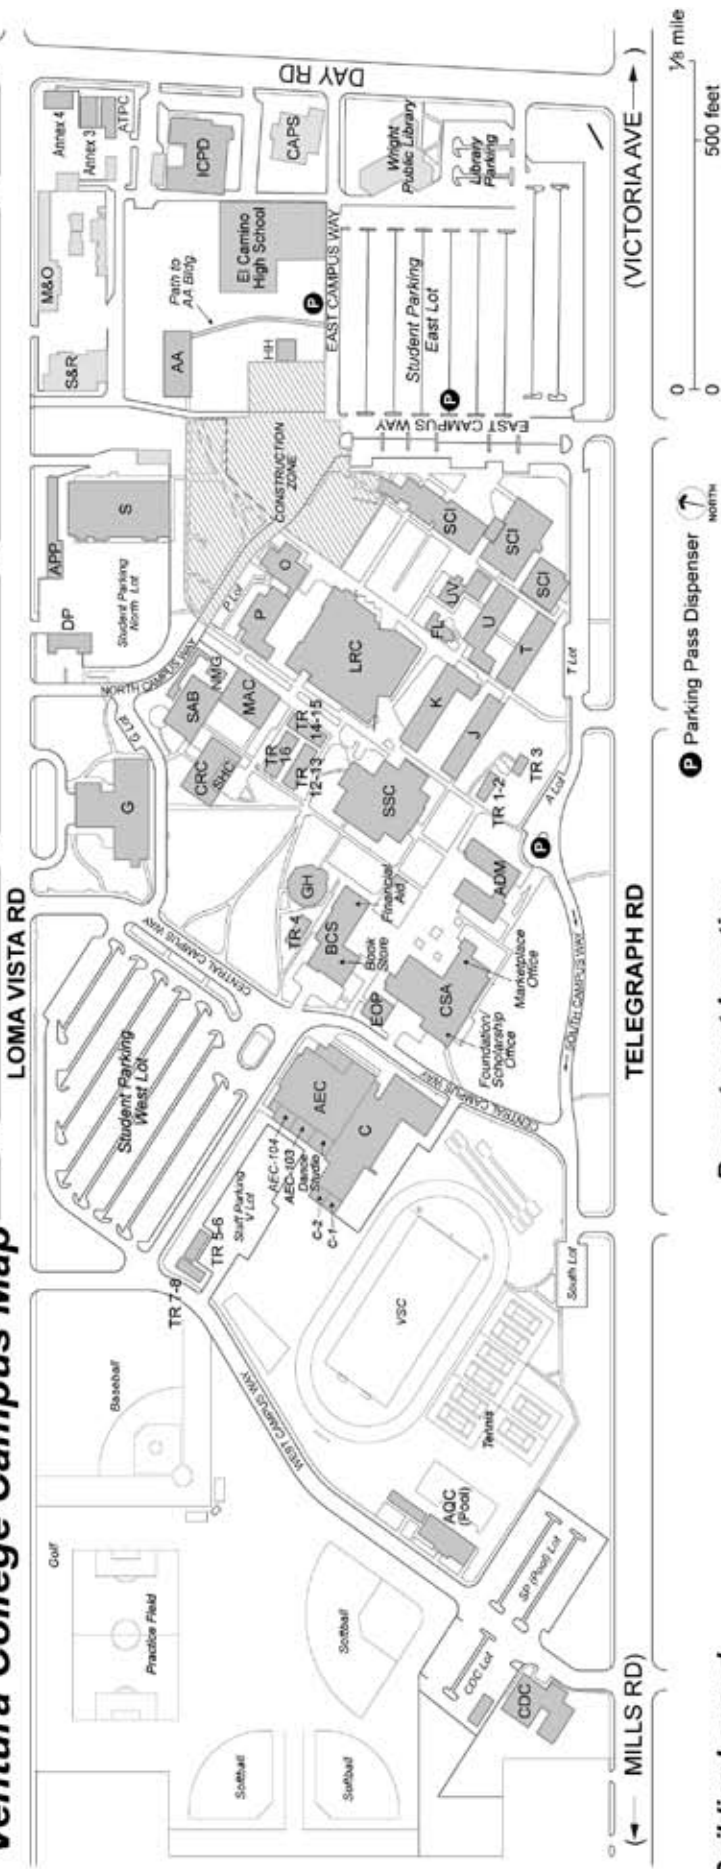 Ventura College Campus Map
LOMA VISTA RD
Golf
Practice Field
Softball
Softball
Softball
Baseball
WEST CAMPUS WAY
TR 7-8
TR 5-6
Staff Parking
V Lot
Student Parking
West Lot
CENTRAL CAMPUS WAY
AEC-104
AEC-103
Dance
Studio
C-2
C-1
AEC
C
VSC
Tennis
AQC
(Pool)
SP (Pool) Lot
CDC Lot
CDC
South Lot
CENTRAL CAMPUS WAY
SOUTH CAMPUS WAY
G
G Lot
NORTH CAMPUS WAY
TR 4
GH
BCS
Book
Store
Financial
Aid
EOP
CSA
Foundation/
Scholarship
Office
Marketplace
Office
ADM
TR 1-2
TR 3
A Lot
P
CRC
SHC
SAB
NMG
MAC
TR
16
TR
14-15
TR
12-13
SSC
LRC
K
J
P
O
P Lot
FL
UV
U
T
T Lot
SCI
SCI
SCI
DP
APP
S
Student Parking
North Lot
CONSTRUCTION
ZONE
S&R
M&O
AA
HH
Path to
AA Bldg.
El Camino
High School
P
EAST CAMPUS WAY
EAST CAMPUS WAY
Student Parking
East Lot
P
Annex 4
Annex 3
ATPC
ICPD
CAPS
Wright
Public Library
Library
Parking
DAY RD
(MILLS RD)
TELEGRAPH RD
(VICTORIA AVE)
P Parking Pass Dispenser
NORTH
0
1/8 mile
0
500 feet